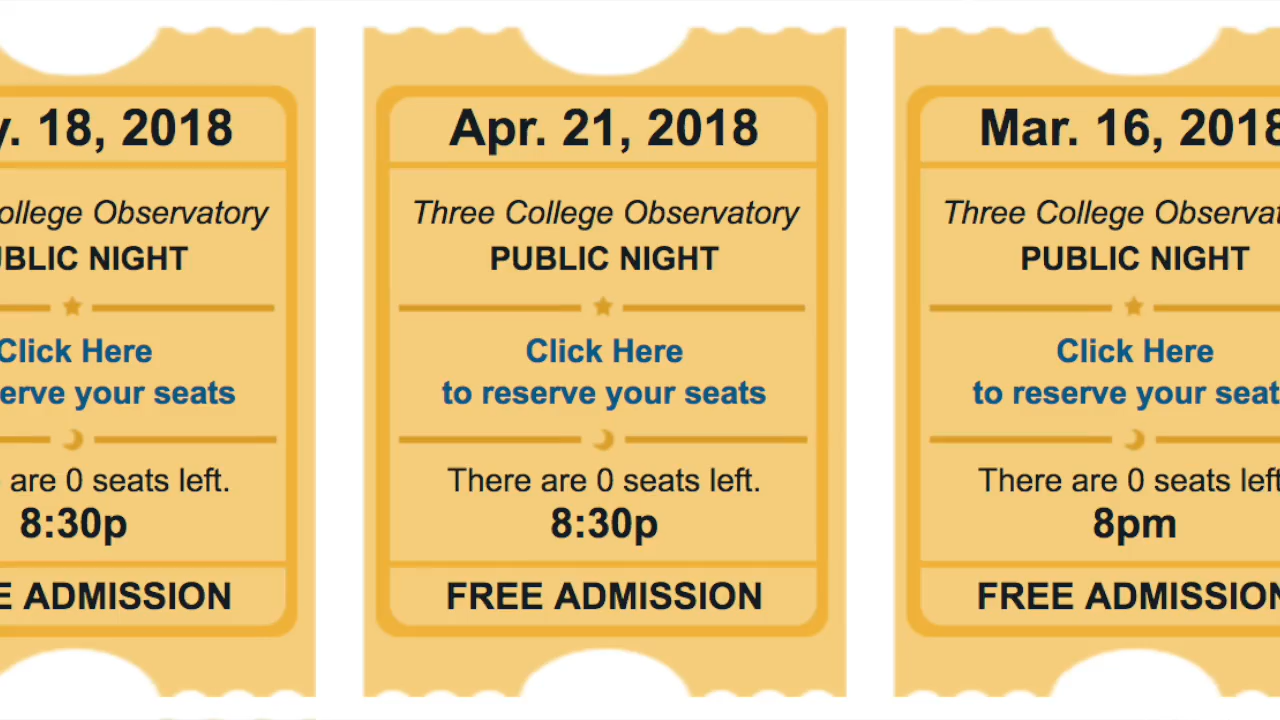 y. 18, 2018
ollege Observatory
UBLIC NIGHT
Click Here
erve your seats
are 0 seats left.
8:30p
E ADMISSION
Apr. 21, 2018
Three College Observatory
PUBLIC NIGHT
Click Here
to reserve your seats
There are 0 seats left.
8:30p
FREE ADMISSION
Mar. 16, 2018
Three College Observat
PUBLIC NIGHT
Click Here
to reserve your seat
There are 0 seats left
8pm
FREE ADMISSION